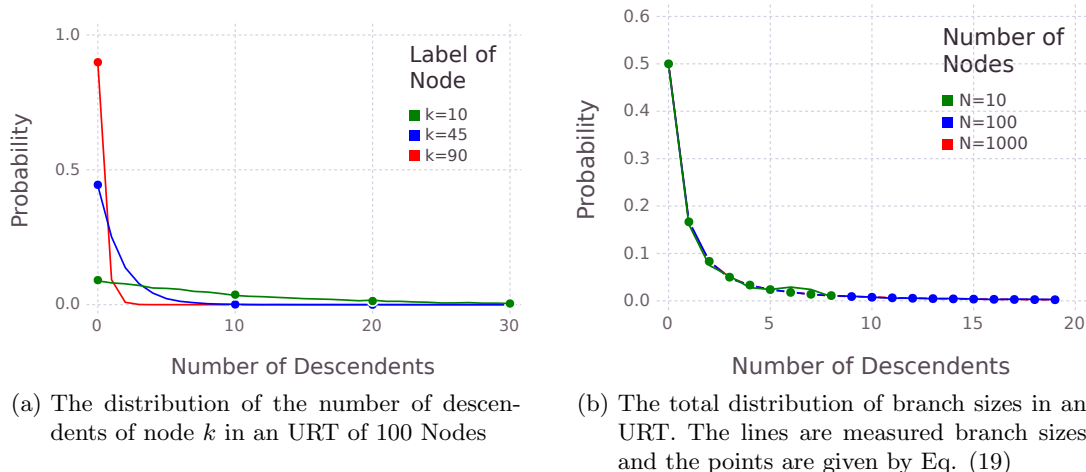 1.0
0.5
0.0
Probability
0
10
20
30
Number of Descendents
Label of
Node
k=10
k=45
k=90
(a) The distribution of the number of descen-
dents of node k in an URT of 100 Nodes
0.6
0.5
0.4
0.3
0.2
0.1
0.0
Probability
0
5
10
15
20
Number of Descendents
Number of
Nodes
N=10
N=100
N=1000
(b) The total distribution of branch sizes in an
URT. The lines are measured branch sizes
and the points are given by Eq. (19)